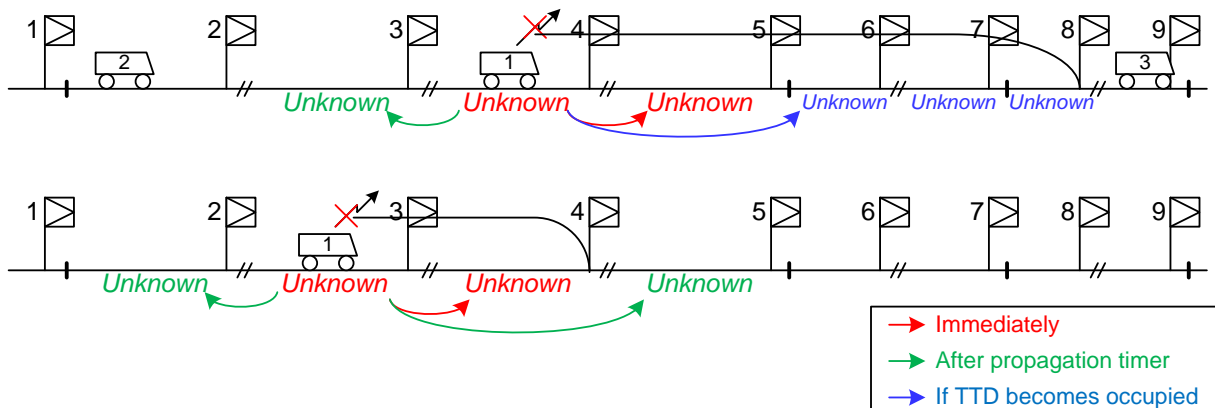 1 2 3 4 5 6 7 8 9
2 1 3
Unknown Unknown Unknown Unknown Unknown Unknown
1 2 3 4 5 6 7 8 9
1
Unknown Unknown Unknown Unknown
Immediately
After propagation timer
If TTD becomes occupied